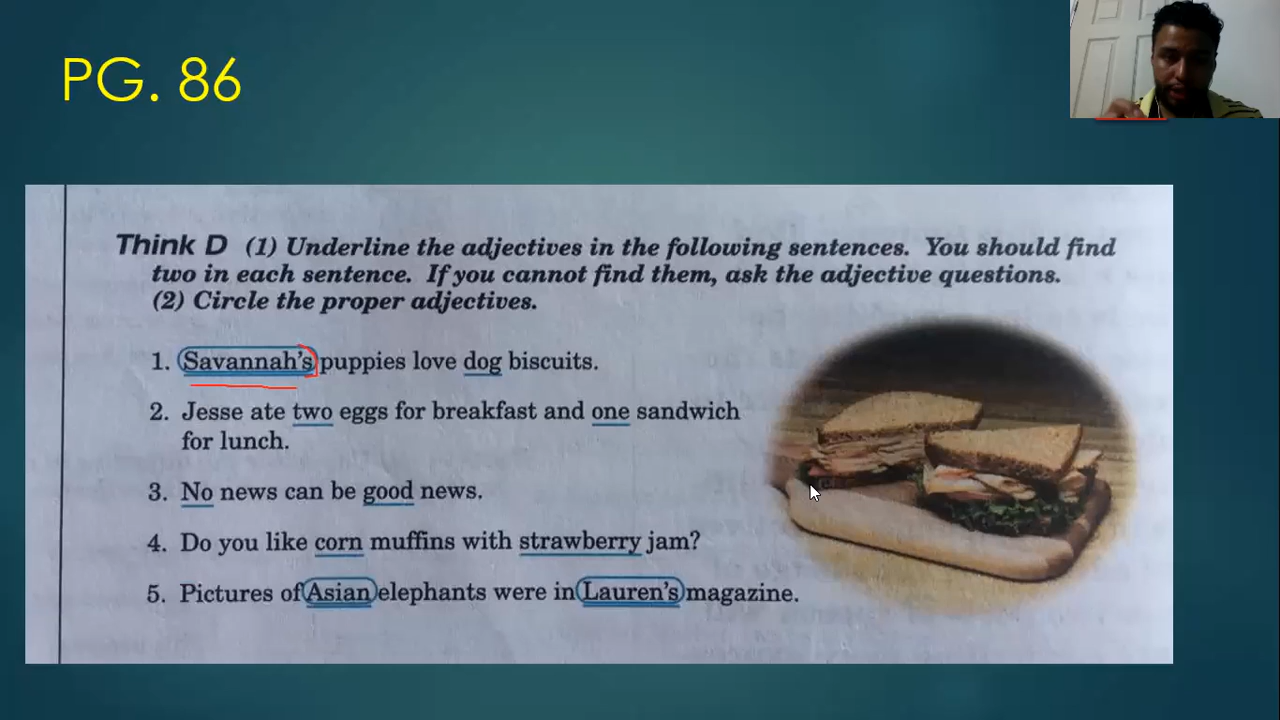 PG. 86
Think D (1) Underline the adjectives in the following sentences. You should find
two in each sentence. If you cannot find them, ask the adjective questions.
(2) Circle the proper adjectives.
1. Savannah's puppies love dog biscuits.
2. Jesse ate two eggs for breakfast and one sandwich
for lunch.
3. No news can be good news.
4. Do you like corn muffins with strawberry jam?
5. Pictures of Asian elephants were in Lauren's magazine.